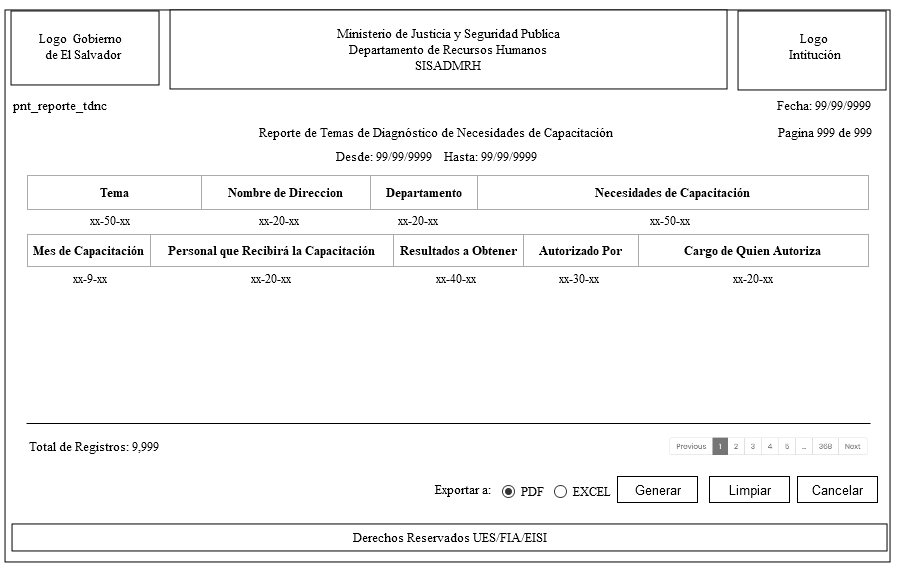 Logo Gobierno
de El Salvador
Ministerio de Justicia y Seguridad Publica
Departamento de Recursos Humanos
SISADMRH
Logo
Intitución
pnt_reporte_tdnc
Fecha: 99/99/9999
Reporte de Temas de Diagnóstico de Necesidades de Capacitación
Pagina 999 de 999
Desde: 99/99/9999 Hasta: 99/99/9999
Tema Nombre de Direccion Departamento Necesidades de Capacitación
xx-50-xx xx-20-xx xx-20-xx xx-50-xx
Mes de Capacitación Personal que Recibirá la Capacitación Resultados a Obtener Autorizado Por Cargo de Quien Autoriza
xx-9-xx xx-20-xx xx-40-xx xx-30-xx xx-20-xx
Total de Registros: 9,999
Previous 1 2 3 4 5 ... 368 Next
Exportar a: PDF EXCEL Generar Limpiar Cancelar
Derechos Reservados UES/FIA/EISI